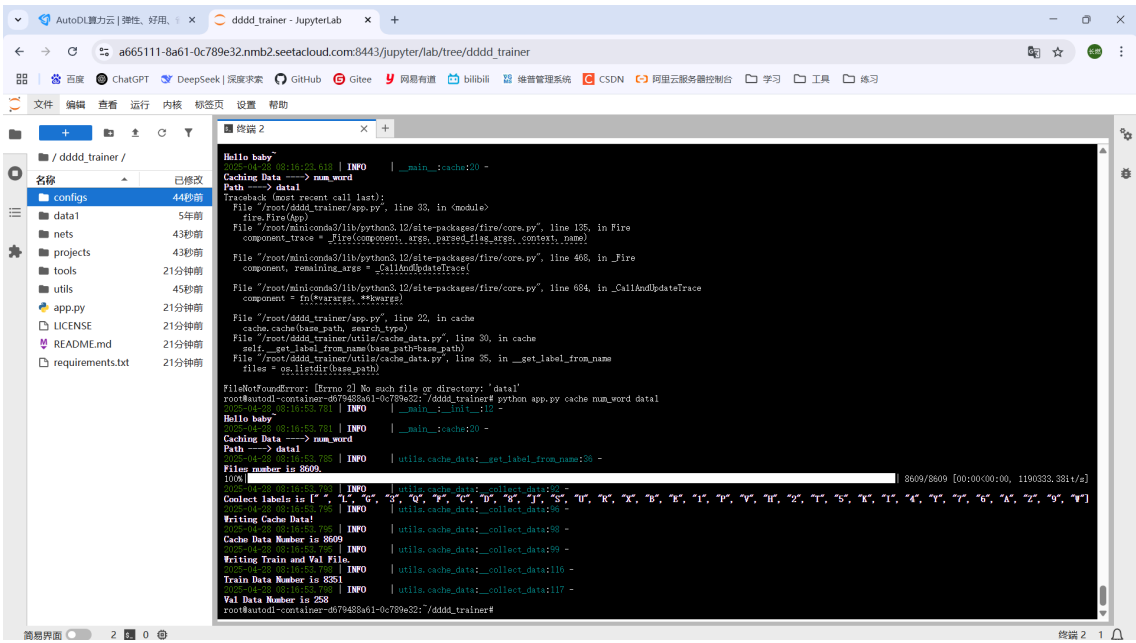 AutoDL算力云 | 弹性、好用、
dddd_trainer - JupyterLab
a665111-8a61-0c789e32.nmb2.seetacloud.com:8443/jupyter/lab/tree/dddd_trainer
百度 ChatGPT DeepSeek | 深度求索 GitHub Gitee 网易有道 bilibili 维普管理系统 CSDN 阿里云服务器控制台 学习 工具 练习
文件 编辑 查看 运行 内核 标签页 设置 帮助
/ dddd_trainer /
名称 已修改
configs 44秒前
data1 5年前
nets 43秒前
projects 43秒前
tools 21分钟前
utils 45秒前
app.py 21分钟前
LICENSE 21分钟前
README.md 21分钟前
requirements.txt 21分钟前
终端 2
Hello baby~
2025-04-28 08:16:23.618 | INFO | __main__:cache:20 -
Caching Data ----> num_word
Path ----> data1
Traceback (most recent call last):
File "/root/dddd_trainer/app.py", line 33, in <module>
fire.Fire(App)
File "/root/miniconda3/lib/python3.12/site-packages/fire/core.py", line 135, in Fire
component_trace = _Fire(component, args, parsed_flag_args, context, name)
File "/root/miniconda3/lib/python3.12/site-packages/fire/core.py", line 468, in _Fire
component, remaining_args = _CallAndUpdateTrace(
File "/root/miniconda3/lib/python3.12/site-packages/fire/core.py", line 684, in _CallAndUpdateTrace
component = fn(*varargs, **kwargs)
File "/root/dddd_trainer/app.py", line 22, in cache
cache.cache(base_path, search_type)
File "/root/dddd_trainer/utils/cache_data.py", line 30, in cache
self.__get_label_from_name(base_path=base_path)
File "/root/dddd_trainer/utils/cache_data.py", line 35, in __get_label_from_name
files = os.listdir(base_path)
FileNotFoundError: [Errno 2] No such file or directory: 'data1'
root@autodl-container-d679488a61-0c789e32:~/dddd_trainer# python app.py cache num_word data1
2025-04-28 08:16:53.781 | INFO | __main__:__init__:12 -
Hello baby~
2025-04-28 08:16:53.781 | INFO | __main__:cache:20 -
Caching Data ----> num_word
Path ----> data1
2025-04-28 08:16:53.785 | INFO | utils.cache_data:__get_label_from_name:36 -
Files number is 8609.
100%| | 8609/8609 [00:00<00:00, 1190333.38it/s]
2025-04-28 08:16:53.793 | INFO | utils.cache_data:__collect_data:92 -
Coolect labels is [" ", "L", "G", "3", "Q", "F", "C", "D", "8", "J", "S", "U", "R", "X", "B", "E", "1", "P", "V", "H", "2", "T", "5", "K", "I", "4", "Y", "7", "6", "A", "Z", "9", "W"]
2025-04-28 08:16:53.795 | INFO | utils.cache_data:__collect_data:96 -
Writing Cache Data!
2025-04-28 08:16:53.795 | INFO | utils.cache_data:__collect_data:98 -
Cache Data Number is 8609
2025-04-28 08:16:53.795 | INFO | utils.cache_data:__collect_data:99 -
Writing Train and Val File.
2025-04-28 08:16:53.798 | INFO | utils.cache_data:__collect_data:116 -
Train Data Number is 8351
2025-04-28 08:16:53.798 | INFO | utils.cache_data:__collect_data:117 -
Val Data Number is 258
root@autodl-container-d679488a61-0c789e32:~/dddd_trainer#
简易界面 2 0 终端 2 1